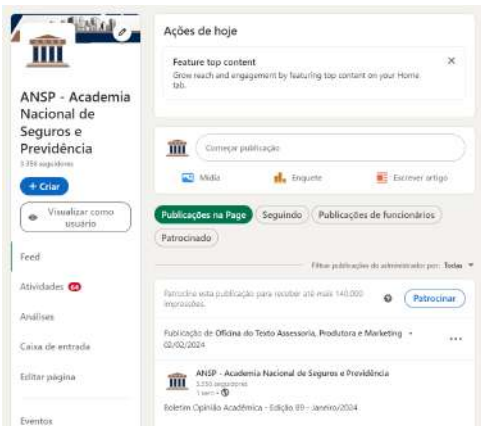 ANSP - Academia
Nacional de
Seguros e
Previdência
3.356 seguidores
+ Criar
Visualizar como
usuário
Feed
Atividades 64
Análises
Caixa de entrada
Editar página
Eventos
Ações de hoje
Feature top content
Grow reach and engagement by featuring top content on your Home
tab.
Começar publicação
Mídia
Enquete
Escrever artigo
Publicações na Page
Seguindo
Publicações de funcionários
Patrocinado
Filtrar publicações do administrador por: Todas
Patrocine esta publicação para receber até mais 140.000
impressões.
Patrocinar
Publicação de Oficina do Texto Assessoria, Produtora e Marketing •
02/02/2024
ANSP - Academia Nacional de Seguros e Previdência
3.356 seguidores
1 sem •
Boletim Opinião Acadêmica - Edição 89 - Janeiro/2024